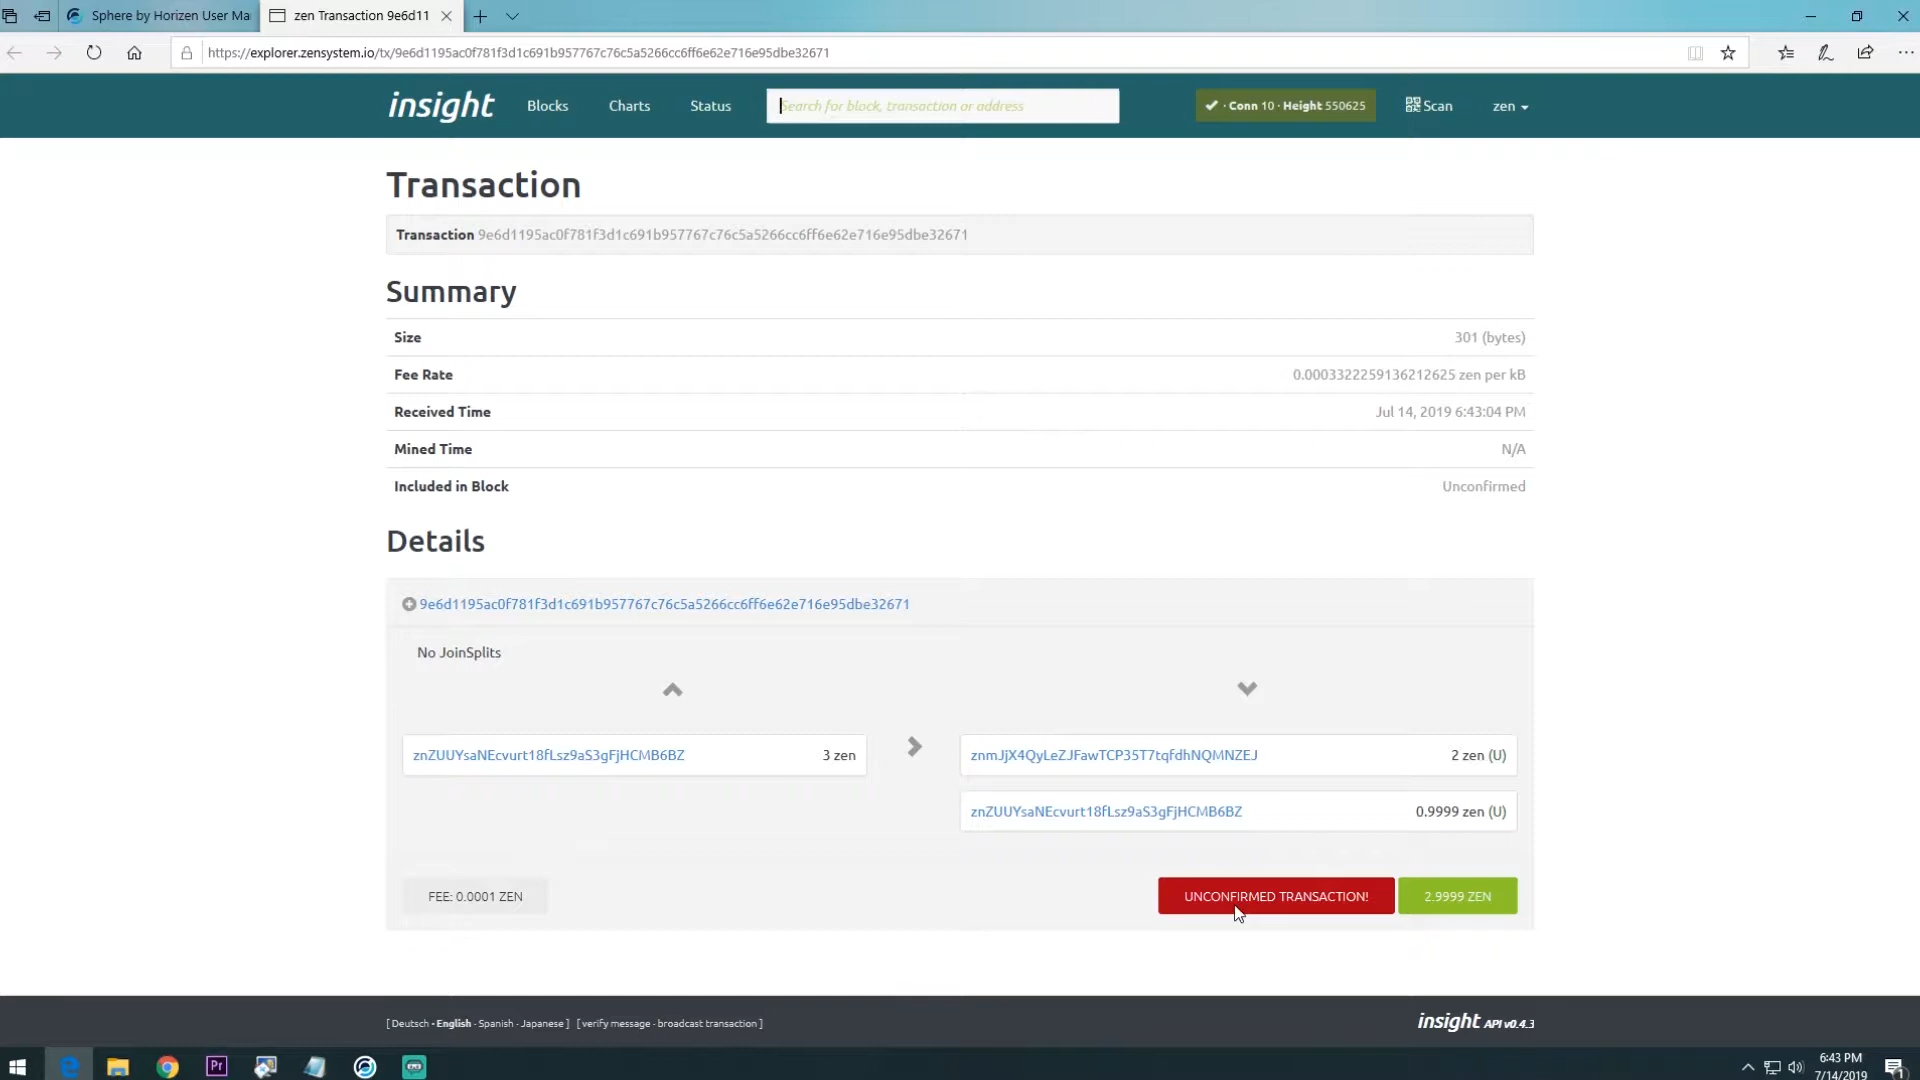 Sphere by Horizen User Ma
zen Transaction 9e6d11
https://explorer.zensystem.io/tx/9e6d1195ac0f781f3d1c691b957767c76c5a5266cc6ff6e62e716e95dbe32671
insight
Blocks
Charts
Status
Search for block, transaction or address
· Conn 10 · Height 550625
Scan
zen
Transaction
Transaction 9e6d1195ac0f781f3d1c691b957767c76c5a5266cc6ff6e62e716e95dbe32671
Summary
Size 301 (bytes)
Fee Rate 0.0003322259136212625 zen per kB
Received Time Jul 14, 2019 6:43:04 PM
Mined Time N/A
Included in Block Unconfirmed
Details
9e6d1195ac0f781f3d1c691b957767c76c5a5266cc6ff6e62e716e95dbe32671
No JoinSplits
znZUUYsaNEcvurt18fLsz9aS3gFjHCMB6BZ 3 zen
znmJjX4QyLeZJFawTCP35T7tqfdhNQMNZEJ 2 zen (U)
znZUUYsaNEcvurt18fLsz9aS3gFjHCMB6BZ 0.9999 zen (U)
FEE: 0.0001 ZEN
UNCONFIRMED TRANSACTION!
2.9999 ZEN
[ Deutsch · English · Spanish · Japanese ] [ verify message · broadcast transaction ]
insight API v0.4.3
Pr
6:43 PM
7/14/2019
1